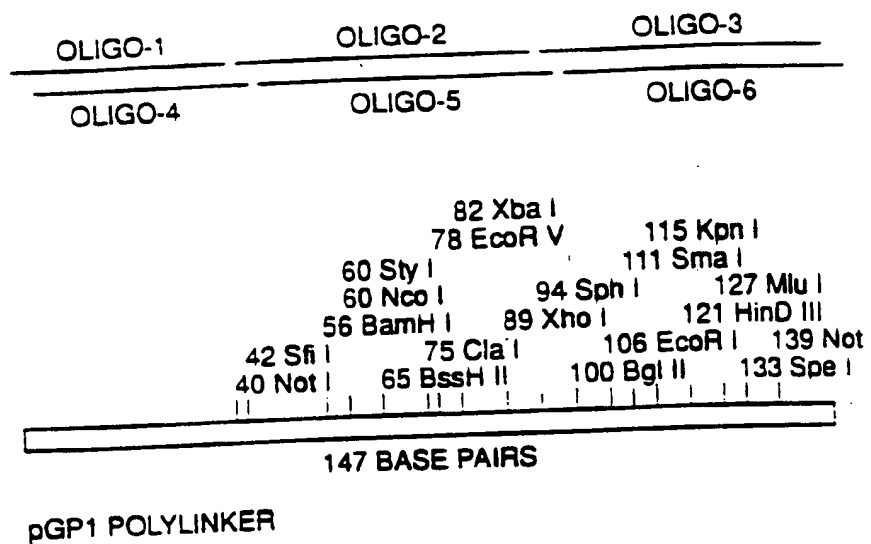 OLIGO-1 OLIGO-2 OLIGO-3
OLIGO-4 OLIGO-5 OLIGO-6
82 Xba I
78 EcoR V 115 Kpn I
60 Sty I 111 Sma I
60 Nco I 94 Sph I 127 Mlu I
56 BamH I 89 Xho I 121 HinD III
42 Sfi I 75 Cla I 106 EcoR I 139 Not
40 Not I 65 BssH II 100 Bgl II 133 Spe I
147 BASE PAIRS
pGP1 POLYLINKER